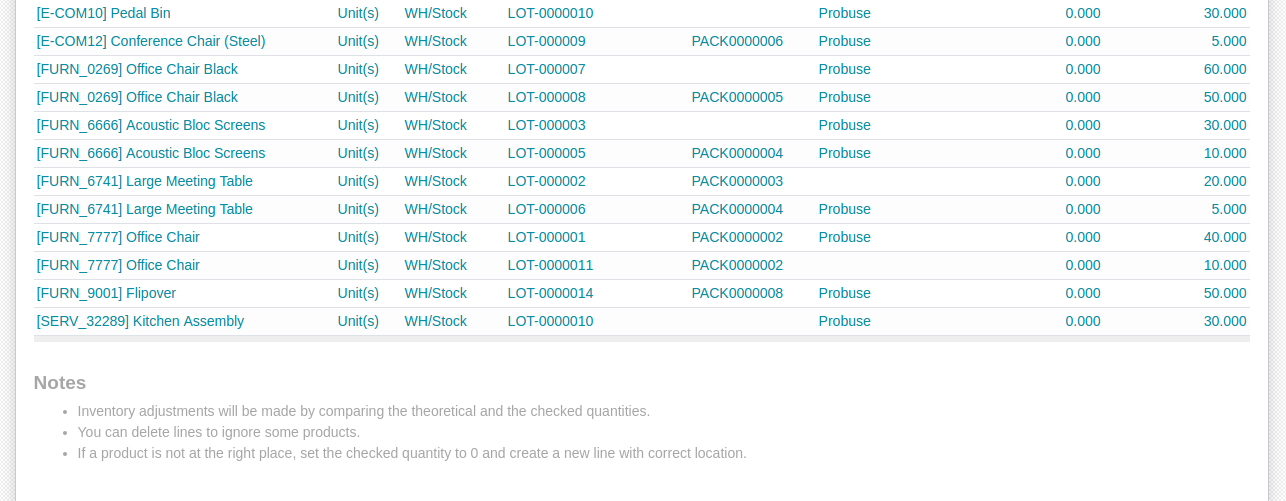 [E-COM10] Pedal Bin Unit(s) WH/Stock LOT-0000010 Probuse 0.000 30.000
[E-COM12] Conference Chair (Steel) Unit(s) WH/Stock LOT-000009 PACK0000006 Probuse 0.000 5.000
[FURN_0269] Office Chair Black Unit(s) WH/Stock LOT-000007 Probuse 0.000 60.000
[FURN_0269] Office Chair Black Unit(s) WH/Stock LOT-000008 PACK0000005 Probuse 0.000 50.000
[FURN_6666] Acoustic Bloc Screens Unit(s) WH/Stock LOT-000003 Probuse 0.000 30.000
[FURN_6666] Acoustic Bloc Screens Unit(s) WH/Stock LOT-000005 PACK0000004 Probuse 0.000 10.000
[FURN_6741] Large Meeting Table Unit(s) WH/Stock LOT-000002 PACK0000003 0.000 20.000
[FURN_6741] Large Meeting Table Unit(s) WH/Stock LOT-000006 PACK0000004 Probuse 0.000 5.000
[FURN_7777] Office Chair Unit(s) WH/Stock LOT-000001 PACK0000002 Probuse 0.000 40.000
[FURN_7777] Office Chair Unit(s) WH/Stock LOT-0000011 PACK0000002 0.000 10.000
[FURN_9001] Flipover Unit(s) WH/Stock LOT-0000014 PACK0000008 Probuse 0.000 50.000
[SERV_32289] Kitchen Assembly Unit(s) WH/Stock LOT-0000010 Probuse 0.000 30.000
Notes
• Inventory adjustments will be made by comparing the theoretical and the checked quantities.
• You can delete lines to ignore some products.
• If a product is not at the right place, set the checked quantity to 0 and create a new line with correct location.